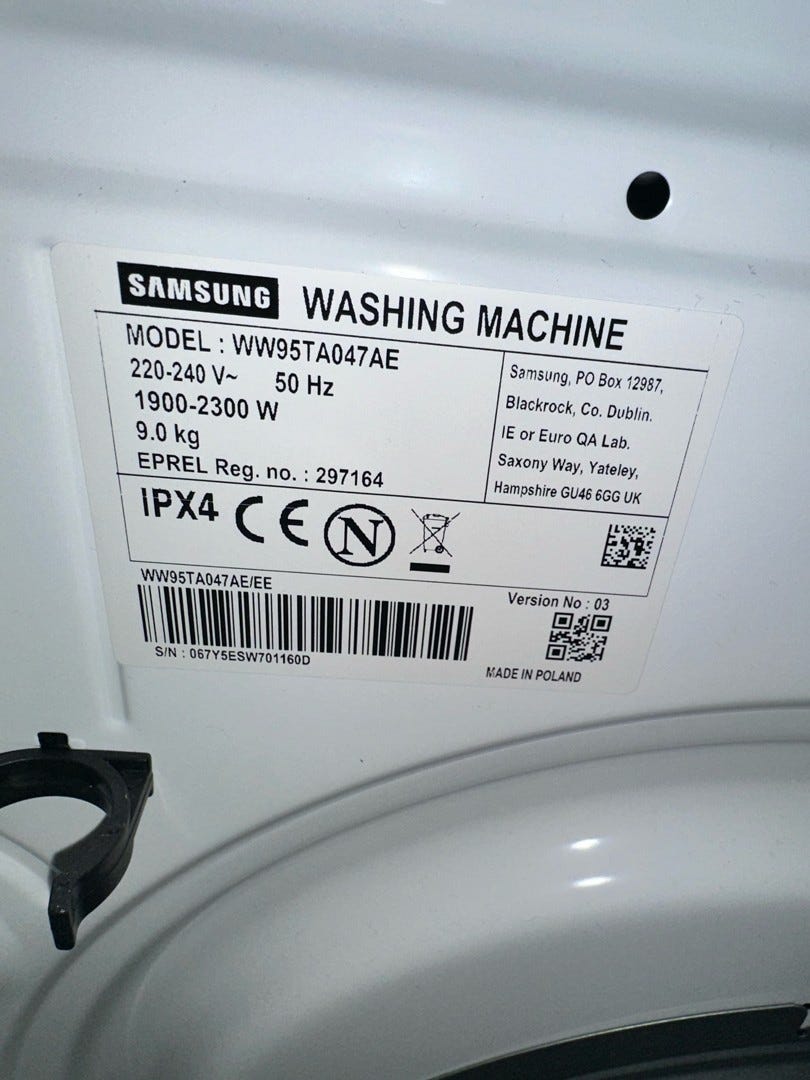 SAMSUNG WASHING MACHINE
MODEL : WW95TA047AE
220-240 V~ 50 Hz
1900-2300 W
9.0 kg
EPREL Reg. no. : 297164
Samsung, PO Box 12987,
Blackrock, Co. Dublin.
IE or Euro QA Lab.
Saxony Way, Yateley,
Hampshire GU46 6GG UK
IPX4 CE N
WW95TA047AE/EE
S/N : 067Y5ESW701160D
Version No : 03
MADE IN POLAND